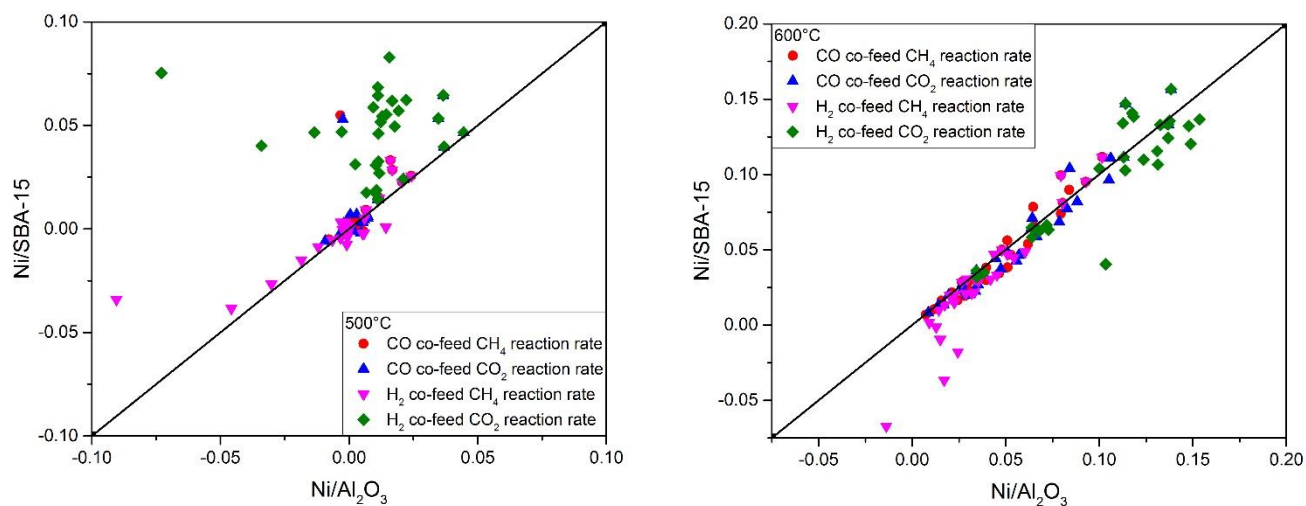 0.10
0.05
0.00
-0.05
-0.10
Ni/SBA-15
500°C
CO co-feed CH₄ reaction rate
CO co-feed CO₂ reaction rate
H₂ co-feed CH₄ reaction rate
H₂ co-feed CO₂ reaction rate
-0.10 -0.05 0.00 0.05 0.10
Ni/Al₂O₃
0.20
0.15
0.10
0.05
0.00
-0.05
Ni/SBA-15
600°C
CO co-feed CH₄ reaction rate
CO co-feed CO₂ reaction rate
H₂ co-feed CH₄ reaction rate
H₂ co-feed CO₂ reaction rate
-0.05 0.00 0.05 0.10 0.15 0.20
Ni/Al₂O₃